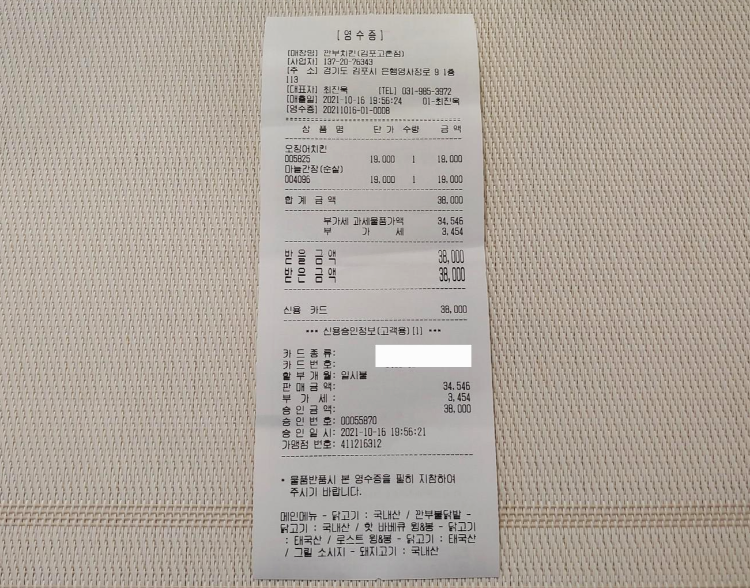 [영수증]
[매장명] 깐부치킨(김포고촌점)
[사업자] 137-20-76343
[주 소] 경기도 김포시 은행영사정로 9 1층
113
[대표자] 최진욱 [TEL] 031-985-3972
[매출일] 2021-10-16 18:56:24 01-최진욱
[영수증] 20211016-01-0008
상 품 명 단 가 수량 금 액
오징어치킨
005825 19,000 1 19,000
마늘간장(순살)
004096 19,000 1 19,000
합 계 금 액 38,000
부가세 과세물품가액 34,546
부 가 세 3,454
받 은 금 액 38,000
받 은 금 액 38,000
신용 카드 38,000
*** 신용승인정보(고객용)[1] ***
카 드 종 류:
카 드 번 호:
할 부 개 월: 일시불
판 매 금 액: 34,546
부 가 세 : 3,454
승 인 금 액: 38,000
승 인 번 호: 00055870
승 인 일 시: 2021-10-16 18:56:21
가맹점 번호: 411216312
* 물품반품시 본 영수증을 필히 지참하여
주시기 바랍니다.
메인메뉴 - 닭고기 : 국내산 / 깐부불닭발 -
닭고기 : 국내산 / 핫 바베큐 윙&봉 - 닭고기
: 태국산 / 로스트 윙&봉 - 닭고기 : 태국산
/ 그릴 소시지 - 돼지고기 : 국내산